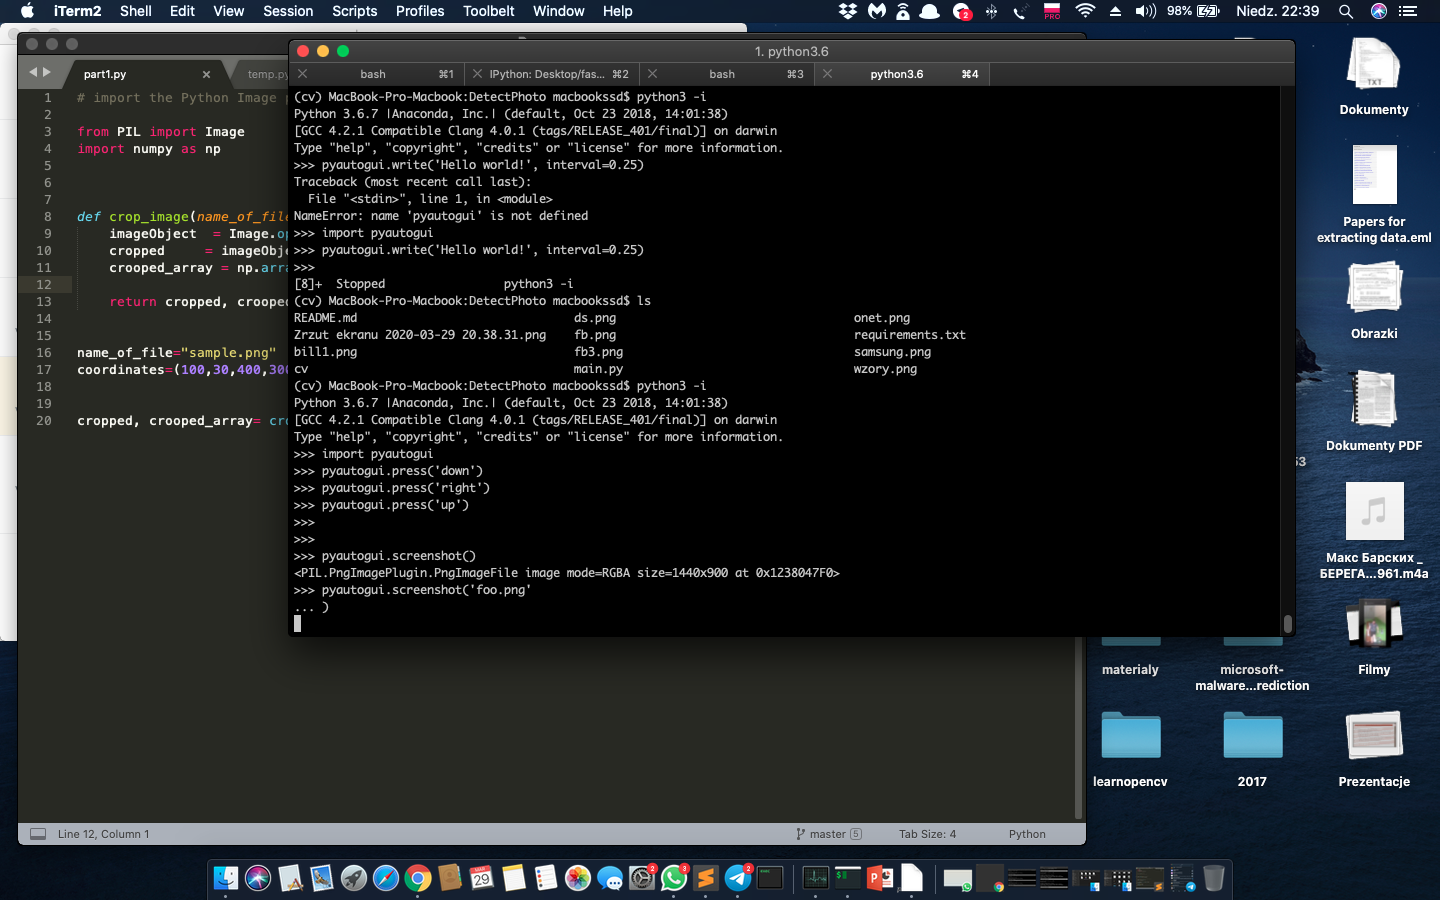 iTerm2 Shell Edit View Session Scripts Profiles Toolbelt Window Help
2
PRO
98%
Niedz. 22:39
1. python3.6
bash ⌘1
IPython: Desktop/fas... ⌘2
bash ⌘3
python3.6 ⌘4
(cv) MacBook-Pro-Macbook:DetectPhoto macbookssd$ python3 -i
Python 3.6.7 |Anaconda, Inc.| (default, Oct 23 2018, 14:01:38)
[GCC 4.2.1 Compatible Clang 4.0.1 (tags/RELEASE_401/final)] on darwin
Type "help", "copyright", "credits" or "license" for more information.
>>> pyautogui.write('Hello world!', interval=0.25)
Traceback (most recent call last):
File "<stdin>", line 1, in <module>
NameError: name 'pyautogui' is not defined
>>> import pyautogui
>>> pyautogui.write('Hello world!', interval=0.25)
>>>
[8]+ Stopped python3 -i
(cv) MacBook-Pro-Macbook:DetectPhoto macbookssd$ ls
README.md ds.png onet.png
Zrzut ekranu 2020-03-29 20.38.31.png fb.png requirements.txt
bill1.png fb3.png samsung.png
cv main.py wzory.png
(cv) MacBook-Pro-Macbook:DetectPhoto macbookssd$ python3 -i
Python 3.6.7 |Anaconda, Inc.| (default, Oct 23 2018, 14:01:38)
[GCC 4.2.1 Compatible Clang 4.0.1 (tags/RELEASE_401/final)] on darwin
Type "help", "copyright", "credits" or "license" for more information.
>>> import pyautogui
>>> pyautogui.press('down')
>>> pyautogui.press('right')
>>> pyautogui.press('up')
>>>
>>>
>>> pyautogui.screenshot()
<PIL.PngImagePlugin.PngImageFile image mode=RGBA size=1440x900 at 0x1238047F0>
>>> pyautogui.screenshot('foo.png'
... )
part1.py
temp.py
1 # import the Python Image
2
3 from PIL import Image
4 import numpy as np
5
6
7
8 def crop_image(name_of_file
9 imageObject = Image.op
10 cropped = imageObje
11 crooped_array = np.arra
12
13 return cropped, crooped
14
15
16 name_of_file="sample.png"
17 coordinates=(100,30,400,300
18
19
20 cropped, crooped_array= cro
Line 12, Column 1
master 5
Tab Size: 4
Python
TXT
Dokumenty
Papers for
extracting data.eml
Obrazki
Dokumenty PDF
53
Макс Барских _
БЕРЕГА...961.m4a
Filmy
materialy
microsoft-
malware...rediction
learnopencv
2017
Prezentacje
29
2
3
2